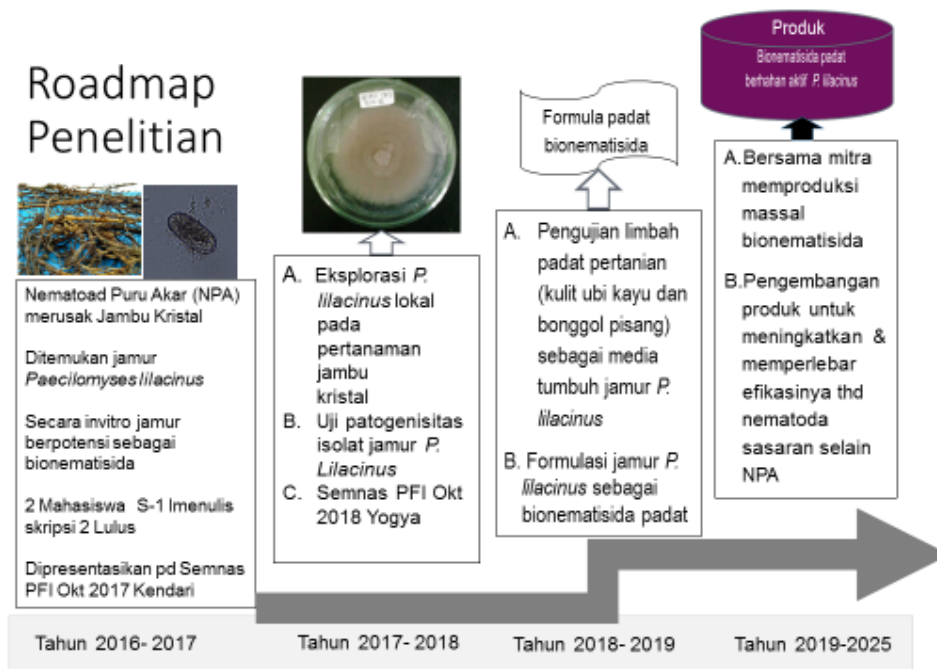 Roadmap
Penelitian
Nematoad Puru Akar (NPA)
merusak Jambu Kristal
Ditemukan jamur
Paecilomyses lilacinus
Secara invitro jamur
berpotensi sebagai
bionematisida
2 Mahasiswa S-1 lmenulis
skripsi 2 Lulus
Dipresentasikan pd Semnas
PFI Okt 2017 Kendari
Tahun 2016- 2017
A. Eksplorasi P.
lilacinus lokal
pada
pertanaman
jambu
kristal
B. Uji patogenisitas
isolat jamur P.
Lilacinus
C. Semnas PFI Okt
2018 Yogya
Tahun 2017- 2018
Formula padat
bionematisida
A. Pengujian limbah
padat pertanian
(kulit ubi kayu dan
bonggol pisang)
sebagai media
tumbuh jamur P.
lilacinus
B. Formulasi jamur P.
lilacinus sebagai
bionematisida padat
Tahun 2018- 2019
Produk
Bionematisida padat
berbahan aktif P. lilacinus
A.Bersama mitra
memproduksi
massal
bionematisida
B.Pengembangan
produk untuk
meningkatkan &
memperlebar
efikasinya thd
nematoda
sasaran selain
NPA
Tahun 2019-2025